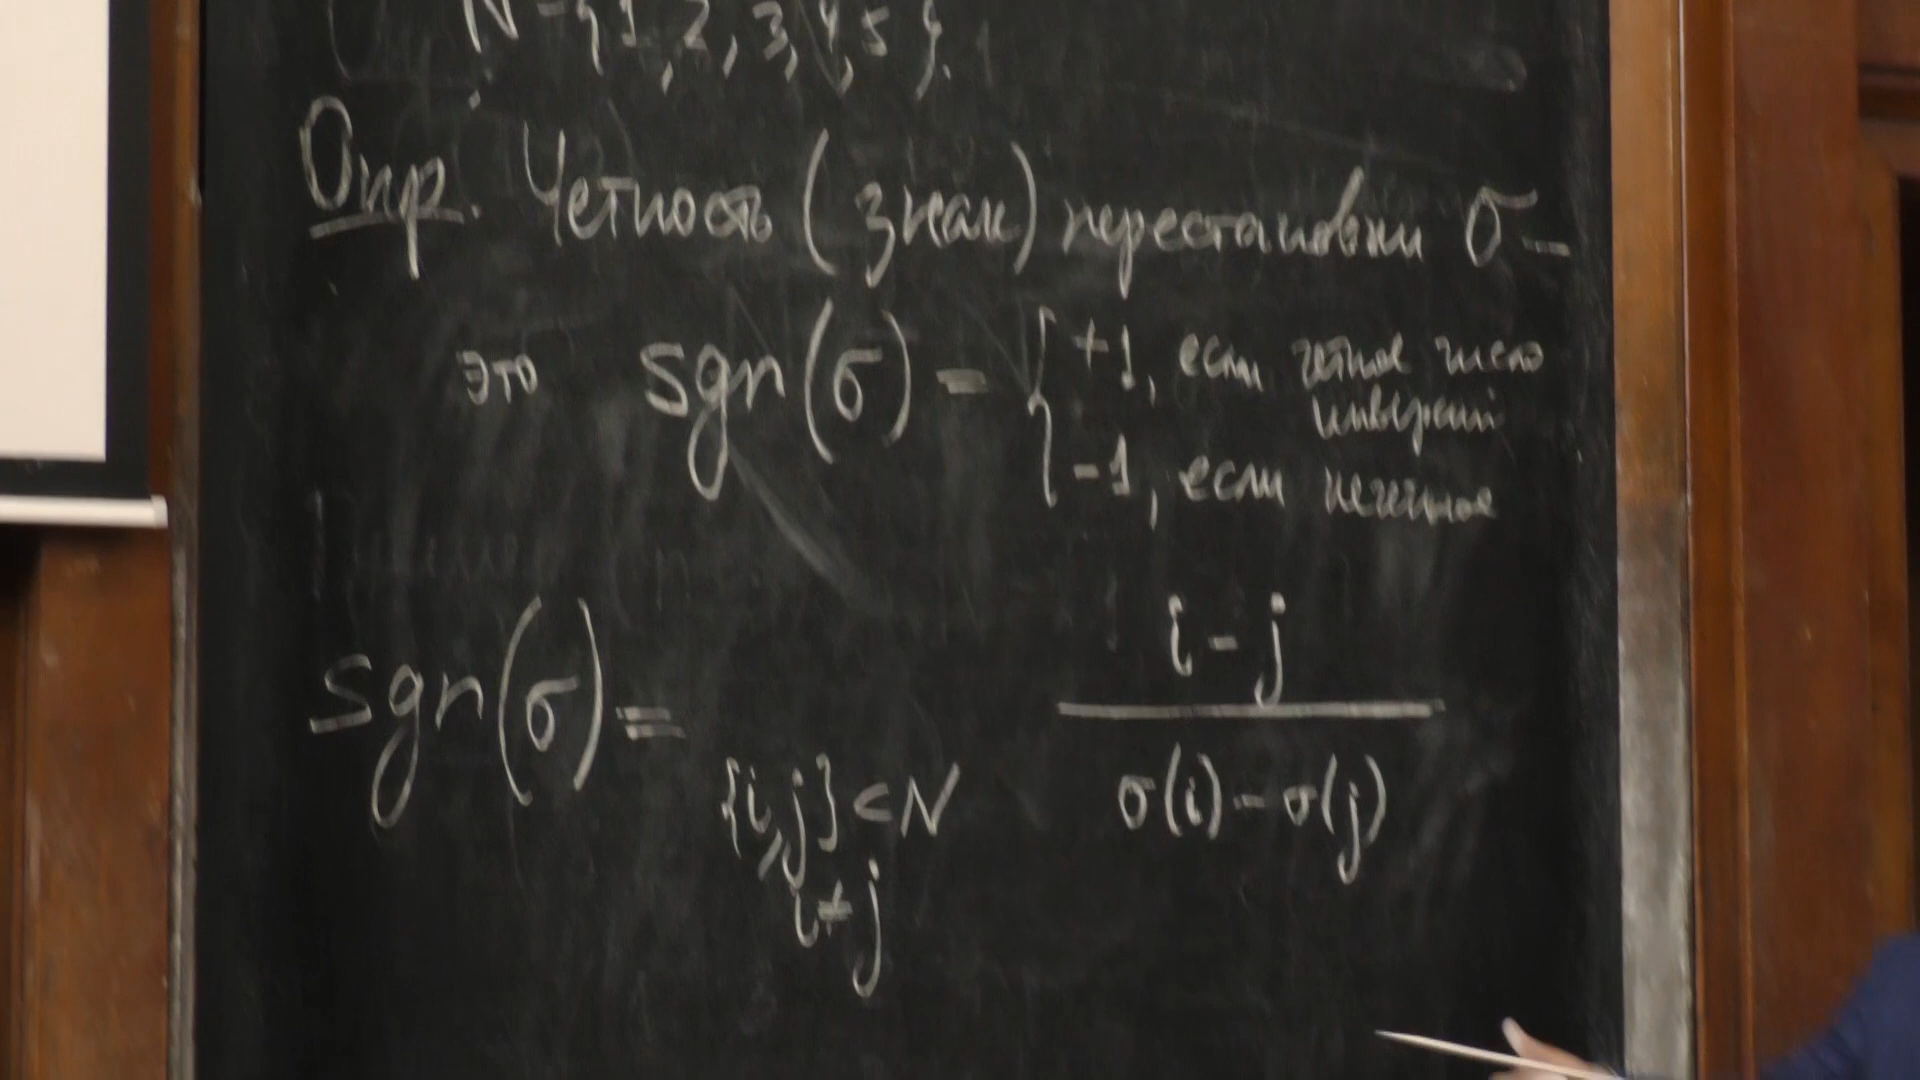 N = {1, 2, 3, 4, 5}.
Опр. Четность (знак) перестановки σ —
это sgn(σ) = { +1, если четное число инверсий
-1, если нечетное
sgn(σ) =
i - j
{i, j} ⊂ N
σ(i) - σ(j)
i ≠ j